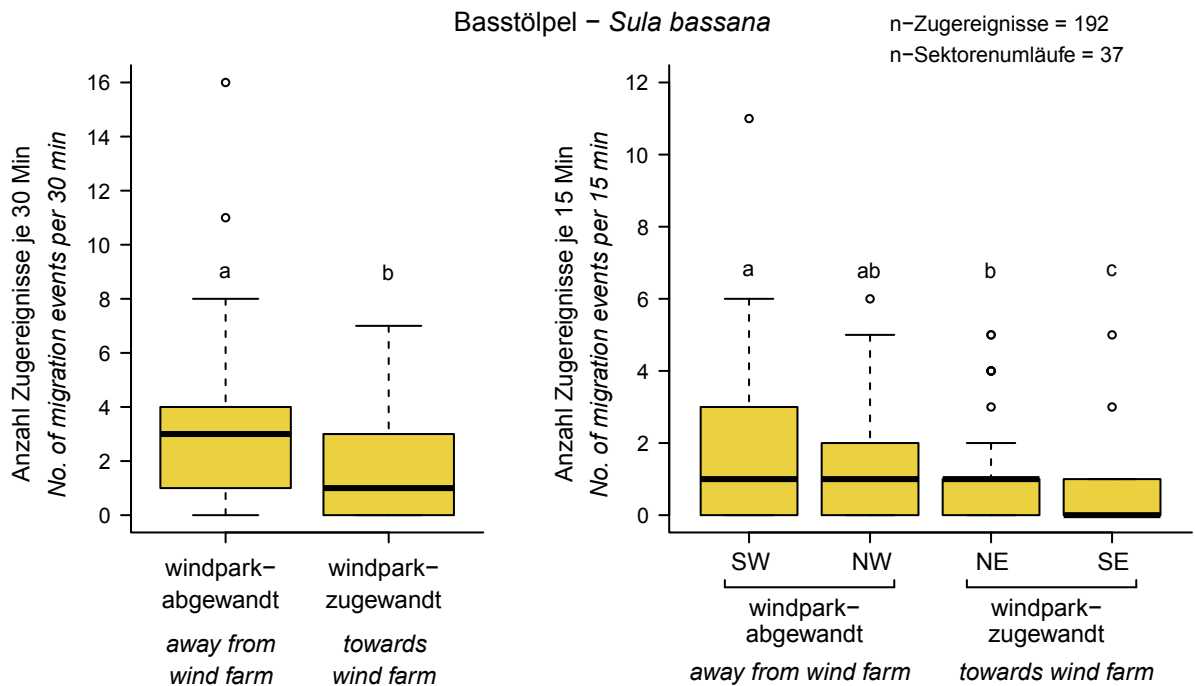 Basstölpel − Sula bassana
n−Zugereignisse = 192
n−Sektorenumläufe = 37
Anzahl Zugereignisse je 30 Min
No. of migration events per 30 min
16
14
12
10
8
6
4
2
0
a
b
windpark−
abgewandt
away from
wind farm
windpark−
zugewandt
towards
wind farm
Anzahl Zugereignisse je 15 Min
No. of migration events per 15 min
12
10
8
6
4
2
0
a ab b c
SW NW NE SE
windpark−
abgewandt
away from wind farm
windpark−
zugewandt
towards wind farm